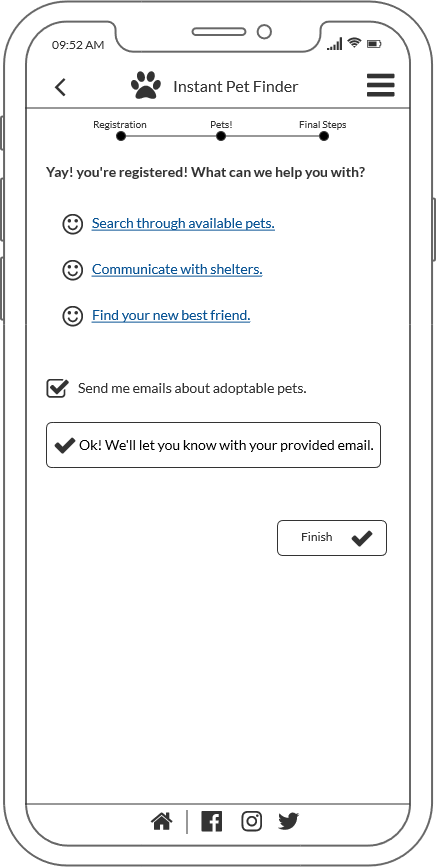 09:52 AM
Instant Pet Finder
Registration Pets! Final Steps
Yay! you're registered! What can we help you with?
Search through available pets.
Communicate with shelters.
Find your new best friend.
Send me emails about adoptable pets.
Ok! We'll let you know with your provided email.
Finish